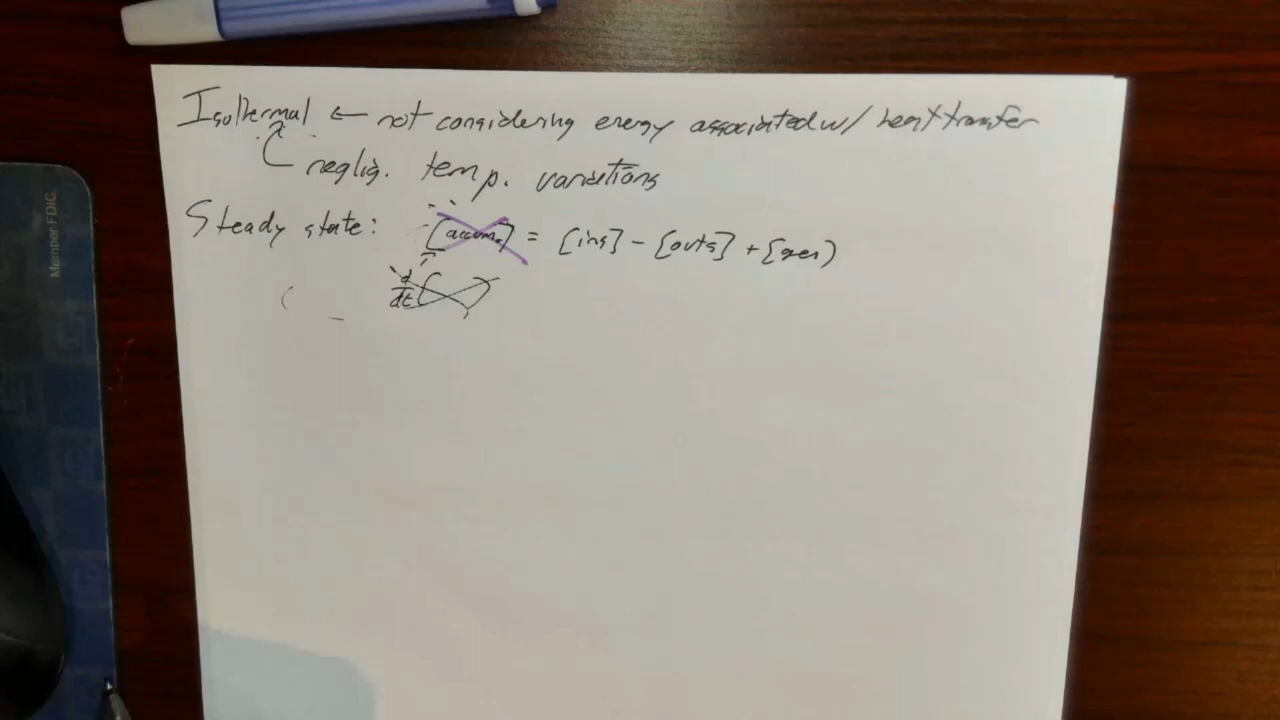 Isothermal ← not considering energy associated w/ heat transfer
neglig. temp. variations
Steady state: [accum.] = [ins] - [outs] + [gen]
d/dt( )
Member FDIC